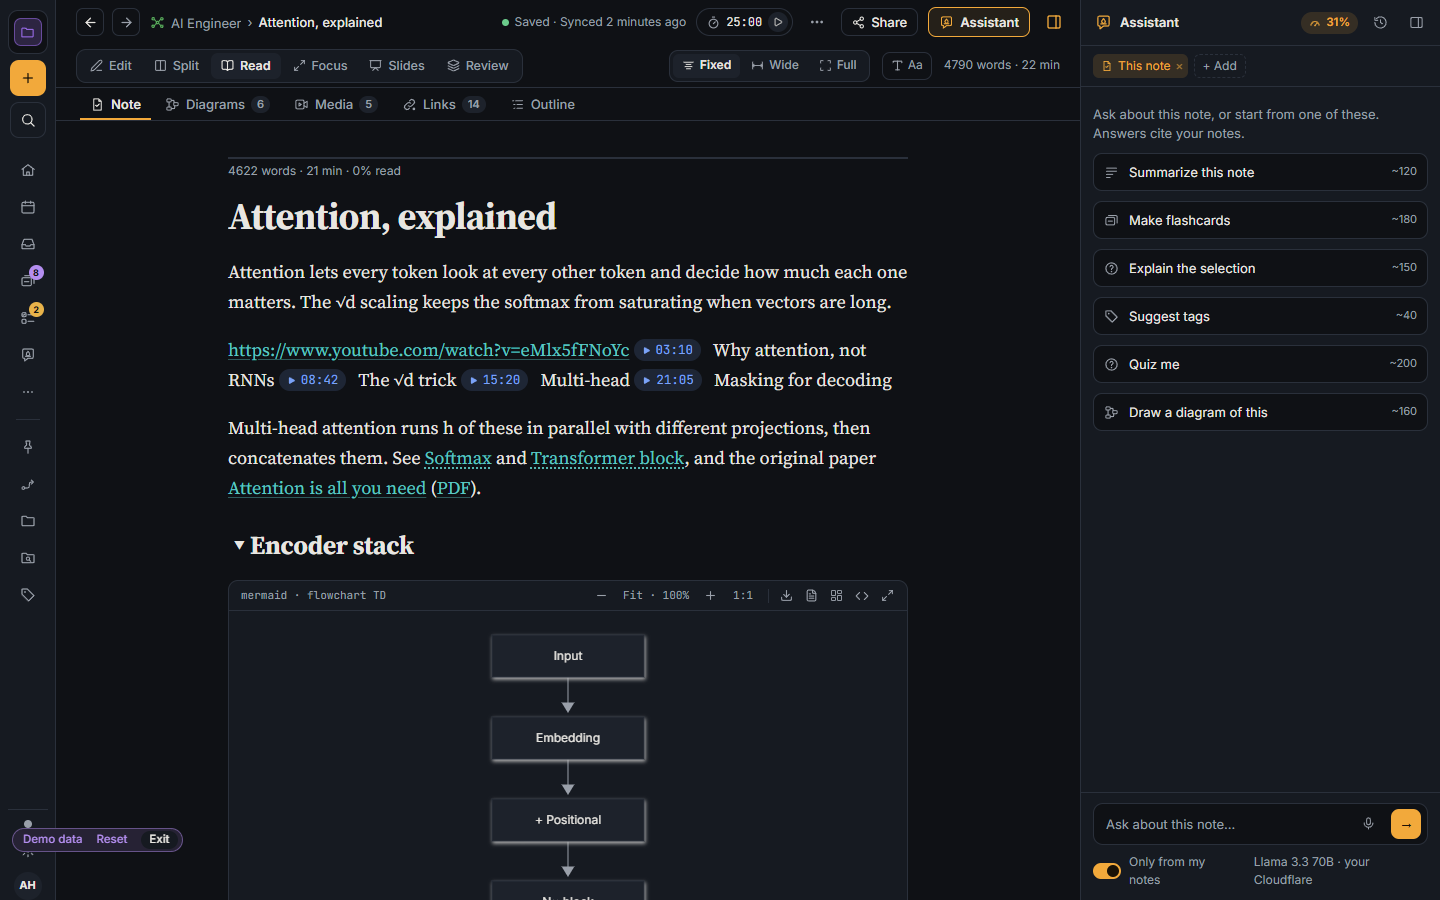 AI Engineer › Attention, explained
Saved · Synced 2 minutes ago
25:00
Share
Assistant
Edit
Split
Read
Focus
Slides
Review
Fixed
Wide
Full
Aa
4790 words · 22 min
Note
Diagrams 6
Media 5
Links 14
Outline
8
2
4622 words · 21 min · 0% read
Attention, explained
Attention lets every token look at every other token and decide how much each one
matters. The √d scaling keeps the softmax from saturating when vectors are long.
https://www.youtube.com/watch?v=eMlx5fFNoYc 03:10 Why attention, not
RNNs 08:42 The √d trick 15:20 Multi-head 21:05 Masking for decoding
Multi-head attention runs h of these in parallel with different projections, then
concatenates them. See Softmax and Transformer block, and the original paper
Attention is all you need (PDF).
Encoder stack
mermaid · flowchart TD
Fit · 100%
1:1
Input
Embedding
+ Positional
Demo data Reset Exit
AH
Assistant
31%
This note ×
+ Add
Ask about this note, or start from one of these.
Answers cite your notes.
Summarize this note ~120
Make flashcards ~180
Explain the selection ~150
Suggest tags ~40
Quiz me ~200
Draw a diagram of this ~160
Ask about this note...
Only from my
notes
Llama 3.3 70B · your
Cloudflare